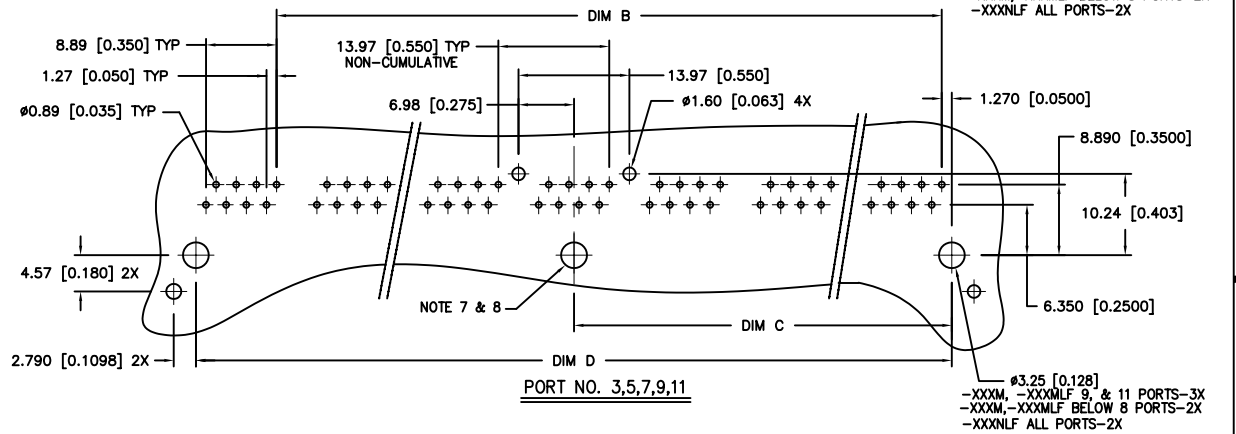 -XXXNLF ALL PORTS-2X
DIM B
8.89 [0.350] TYP
13.97 [0.550] TYP
NON-CUMULATIVE
1.27 [0.050] TYP
13.97 [0.550]
6.98 [0.275]
ø1.60 [0.063] 4X
1.270 [0.0500]
ø0.89 [0.035] TYP
8.890 [0.3500]
10.24 [0.403]
4.57 [0.180] 2X
NOTE 7 & 8
6.350 [0.2500]
DIM C
2.790 [0.1098] 2X
DIM D
PORT NO. 3,5,7,9,11
ø3.25 [0.128]
-XXXM, -XXXMLF 9, & 11 PORTS-3X
-XXXM,-XXXMLF BELOW 8 PORTS-2X
-XXXNLF ALL PORTS-2X